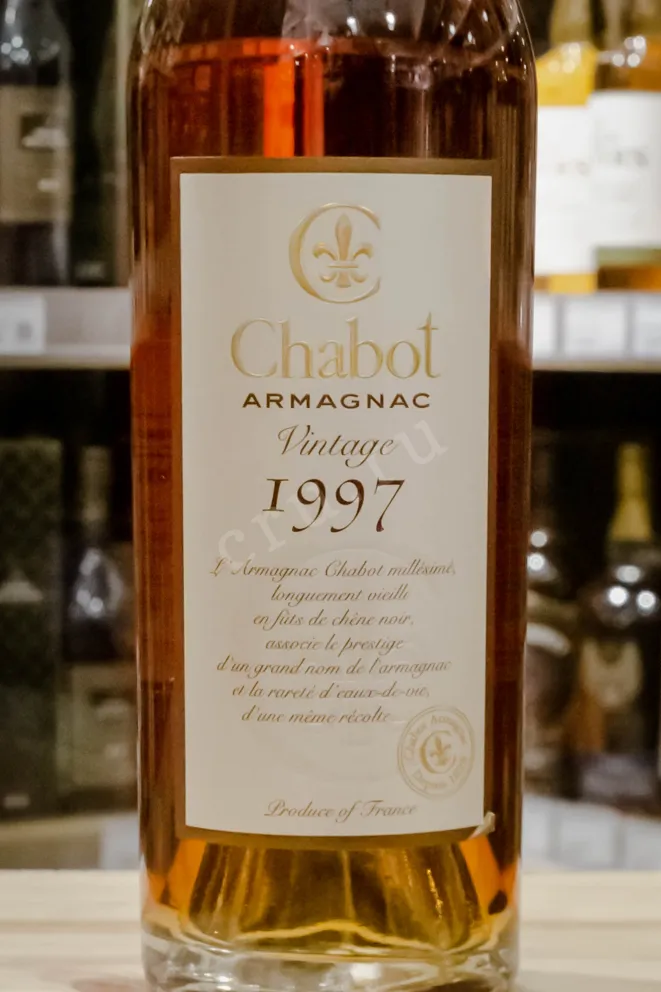 C
Chabot
ARMAGNAC
Vintage
1997
L'Armagnac Chabot millésimé,
longuement vieilli
en fûts de chêne noir,
associe le prestige
d'un grand nom de l'armagnac
et la rareté d'eaux-de-vie,
d'une même récolte
Produce of France